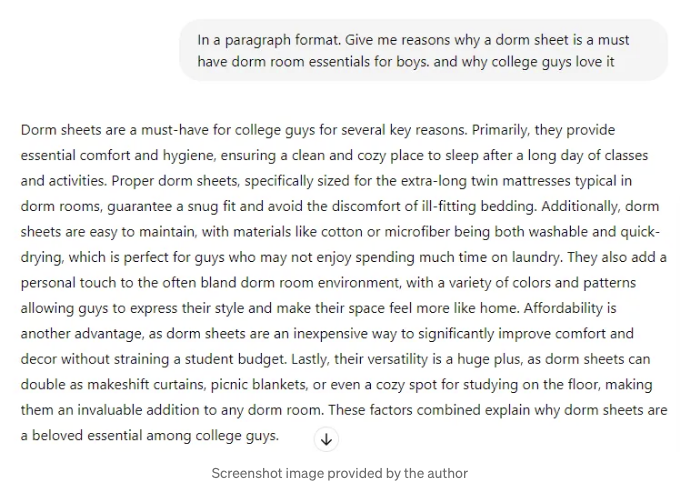 In a paragraph format. Give me reasons why a dorm sheet is a must
have dorm room essentials for boys. and why college guys love it
Dorm sheets are a must-have for college guys for several key reasons. Primarily, they provide
essential comfort and hygiene, ensuring a clean and cozy place to sleep after a long day of classes
and activities. Proper dorm sheets, specifically sized for the extra-long twin mattresses typical in
dorm rooms, guarantee a snug fit and avoid the discomfort of ill-fitting bedding. Additionally, dorm
sheets are easy to maintain, with materials like cotton or microfiber being both washable and quick-
drying, which is perfect for guys who may not enjoy spending much time on laundry. They also add a
personal touch to the often bland dorm room environment, with a variety of colors and patterns
allowing guys to express their style and make their space feel more like home. Affordability is
another advantage, as dorm sheets are an inexpensive way to significantly improve comfort and
decor without straining a student budget. Lastly, their versatility is a huge plus, as dorm sheets can
double as makeshift curtains, picnic blankets, or even a cozy spot for studying on the floor, making
them an invaluable addition to any dorm room. These factors combined explain why dorm sheets are
a beloved essential among college guys.
Screenshot image provided by the author